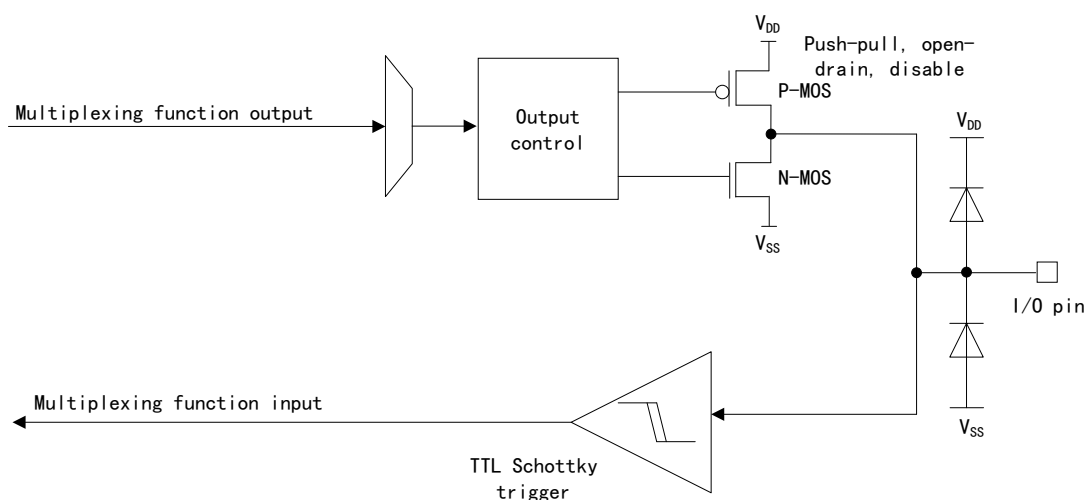 V_DD
Push-pull, open-
drain, disable
P-MOS
Multiplexing function output
Output
control
V_DD
N-MOS
V_SS
I/O pin
Multiplexing function input
V_SS
TTL Schottky
trigger